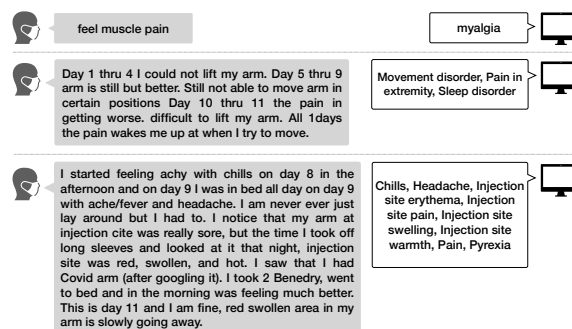 feel muscle pain
myalgia
Day 1 thru 4 I could not lift my arm. Day 5 thru 9
arm is still but better. Still not able to move arm in
certain positions Day 10 thru 11 the pain in
getting worse. difficult to lift my arm. All 1days
the pain wakes me up at when I try to move.
Movement disorder, Pain in
extremity, Sleep disorder
I started feeling achy with chills on day 8 in the
afternoon and on day 9 I was in bed all day on day 9
with ache/fever and headache. I am never ever just
lay around but I had to. I notice that my arm at
injection cite was really sore, but the time I took off
long sleeves and looked at it that night, injection
site was red, swollen, and hot. I saw that I had
Covid arm (after googling it). I took 2 Benedry, went
to bed and in the morning was feeling much better.
This is day 11 and I am fine, red swollen area in my
arm is slowly going away.
Chills, Headache, Injection
site erythema, Injection
site pain, Injection site
swelling, Injection site
warmth, Pain, Pyrexia